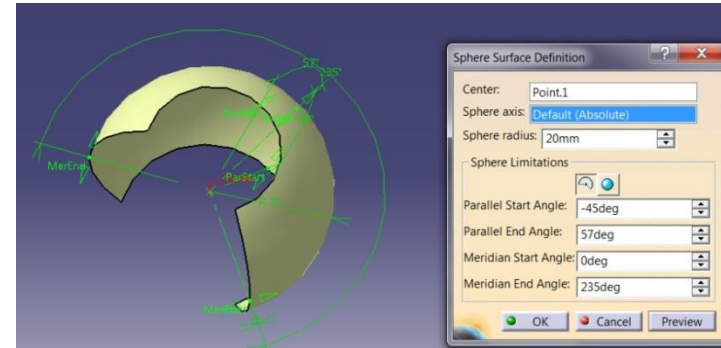 57°
235°
MerEnd
ParStart
Sphere Surface Definition
?
X
Center: Point.1
Sphere axis: Default (Absolute)
Sphere radius: 20mm
Sphere Limitations
Parallel Start Angle: -45deg
Parallel End Angle: 57deg
Meridian Start Angle: 0deg
Meridian End Angle: 235deg
OK Cancel Preview